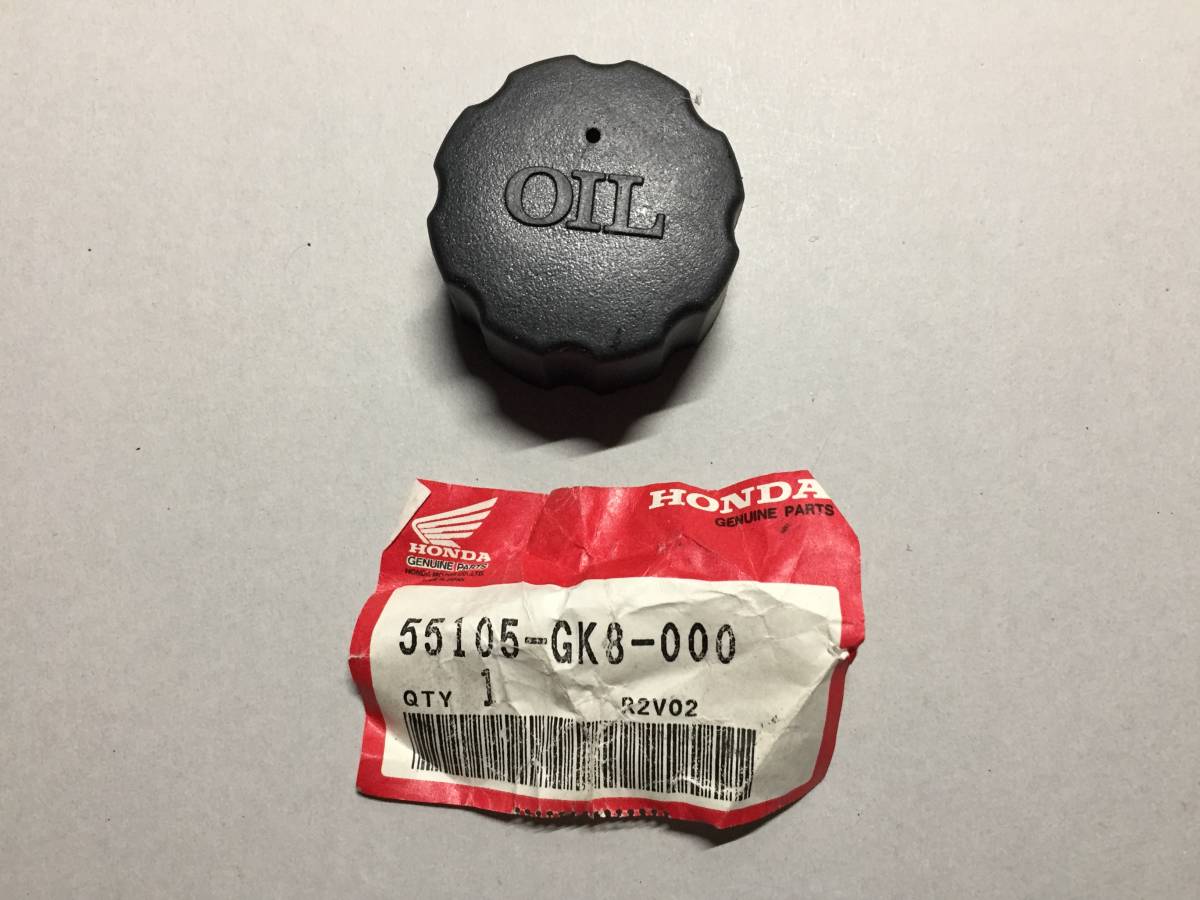 OIL
HONDA
GENUINE PARTS
HONDA
GENUINE PARTS
55105-GK8-000
QTY 1 R2V02